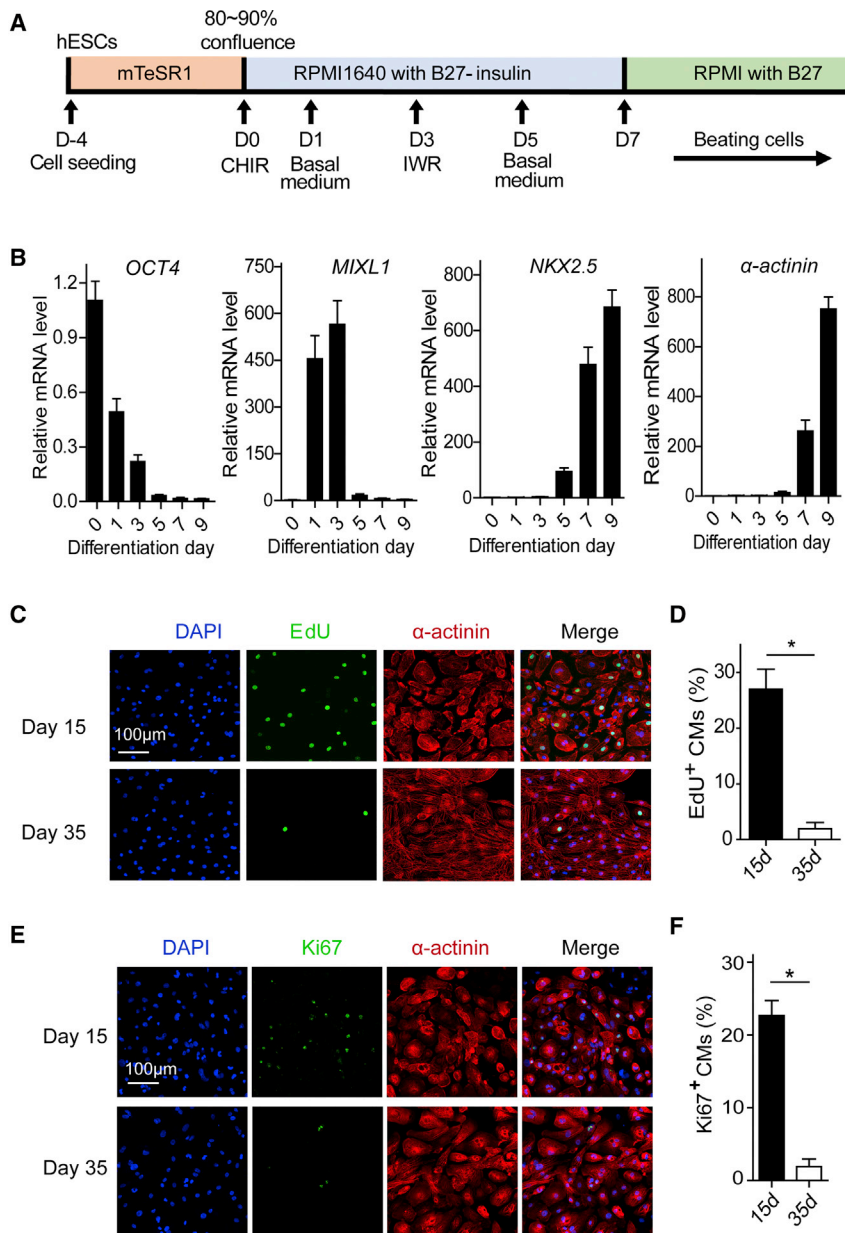 A
hESCs
80~90%
confluence
mTeSR1
RPMI1640 with B27-insulin
RPMI with B27
D-4
D0
D1
D3
D5
D7
Beating cells
Cell seeding
CHIR
Basal
medium
IWR
Basal
medium
B
OCT4
MIXL1
NKX2.5
α-actinin
Relative mRNA level
1.2
0.9
0.6
0.3
0.0
0 1 3 5 7 9
Differentiation day
Relative mRNA level
750
600
450
300
150
0
0 1 3 5 7 9
Differentiation day
Relative mRNA level
800
600
400
200
0
0 1 3 5 7 9
Differentiation day
Relative mRNA level
800
600
400
200
0
0 1 3 5 7 9
Differentiation day
C
DAPI EdU α-actinin Merge
Day 15
100μm
Day 35
D
EdU+ CMs (%)
30
20
10
0
*
15d 35d
E
DAPI Ki67 α-actinin Merge
Day 15
100μm
Day 35
F
Ki67+ CMs (%)
30
20
10
0
*
15d 35d